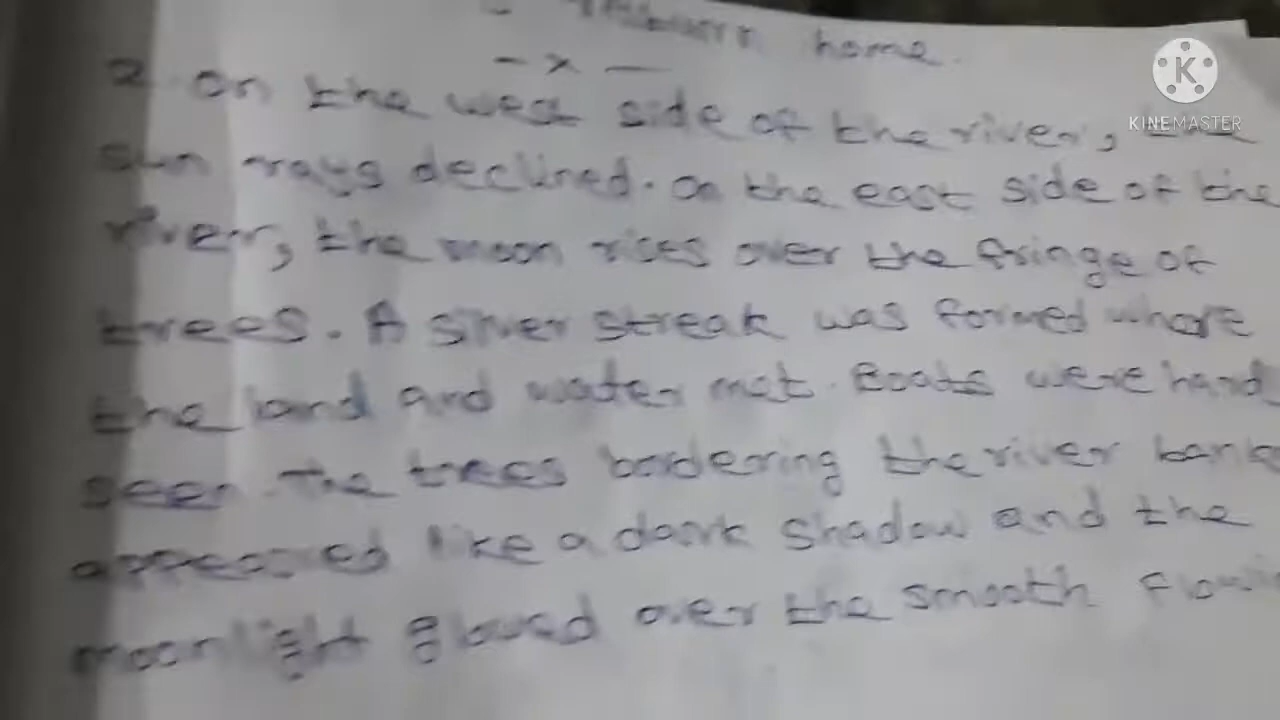 home.
- x -
2. On the west side of the river, the
sun rays declined. On the east side of the
river, the moon rises over the fringe of
trees. A silver streak was formed where
the land and water met. Boats were hard
seen. The trees bordering the river bank
appeared like a dark shadow and the
moonlight glowed over the smooth
KINEMASTER